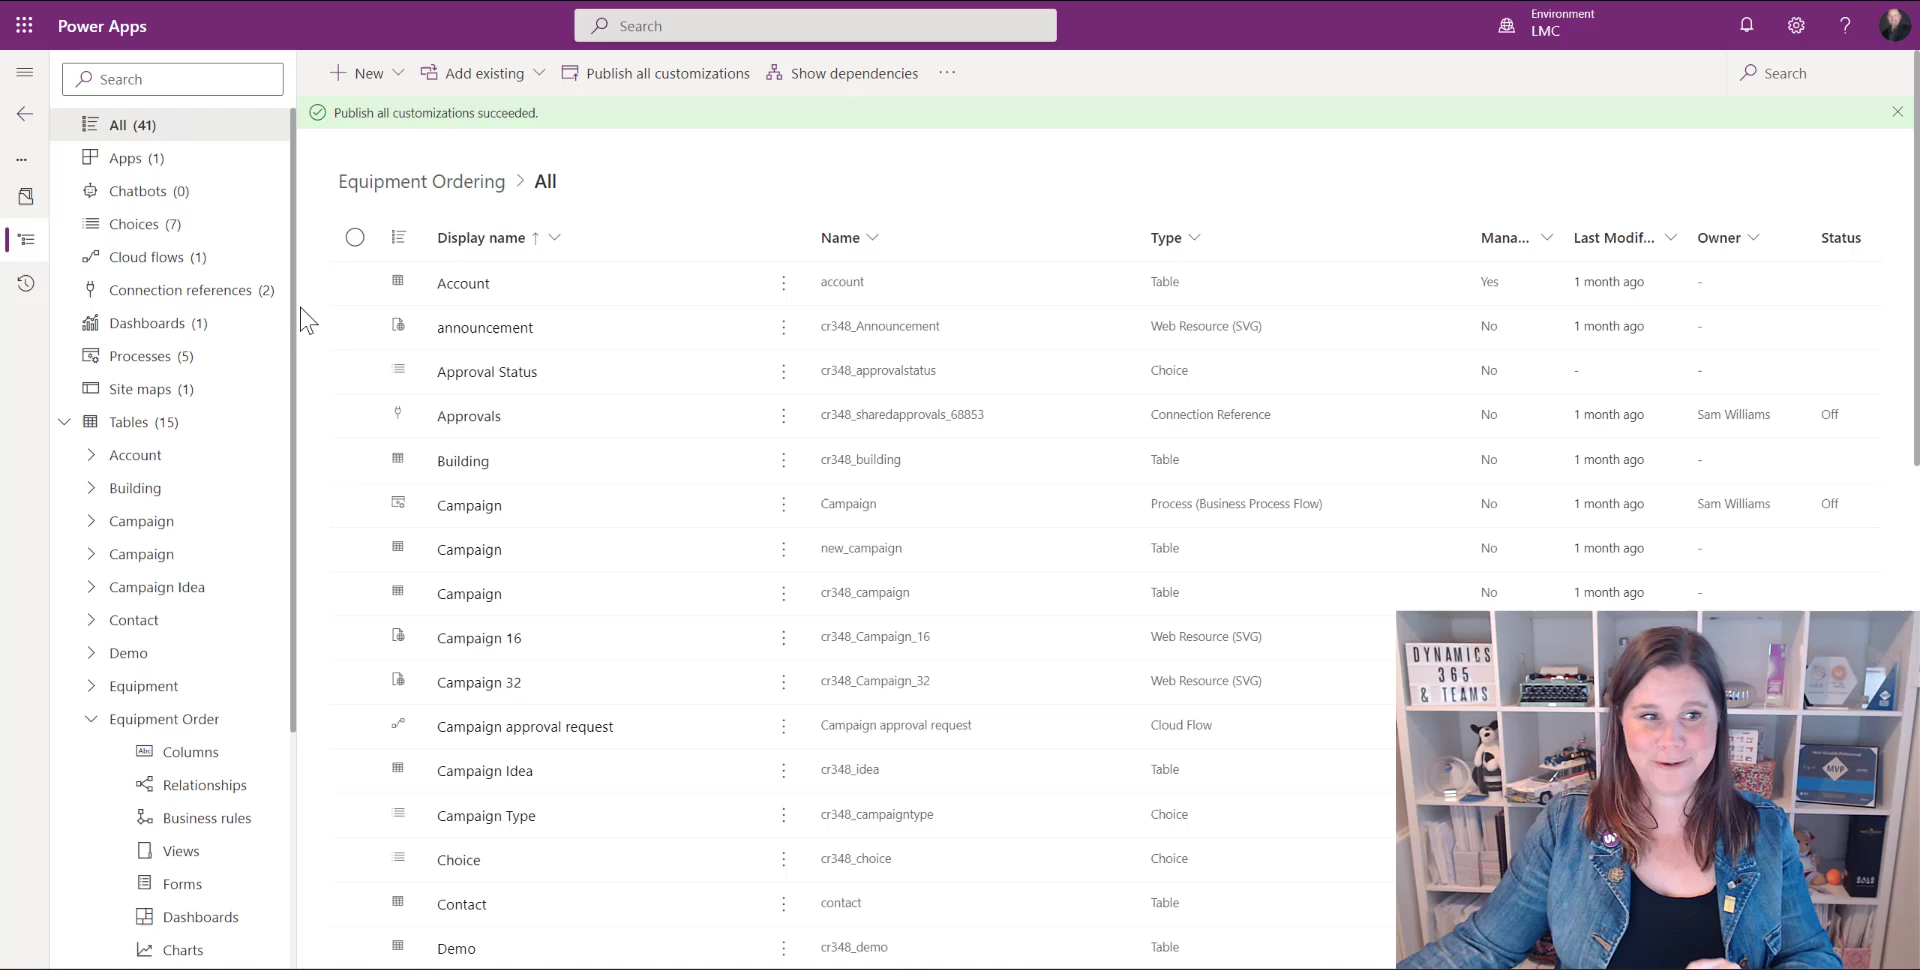 Power Apps
Search
Environment
LMC
?
Search
New
Add existing
Publish all customizations
Show dependencies
Search
Publish all customizations succeeded.
All (41)
Apps (1)
Chatbots (0)
Choices (7)
Cloud flows (1)
Connection references (2)
Dashboards (1)
Processes (5)
Site maps (1)
Tables (15)
Account
Building
Campaign
Campaign
Campaign Idea
Contact
Demo
Equipment
Equipment Order
Abc Columns
Relationships
Business rules
Views
Forms
Dashboards
Charts
Equipment Ordering > All
Display name ↑ Name Type Mana... Last Modif... Owner Status
Account account Table Yes 1 month ago -
announcement cr348_Announcement Web Resource (SVG) No 1 month ago -
Approval Status cr348_approvalstatus Choice No - -
Approvals cr348_sharedapprovals_68853 Connection Reference No 1 month ago Sam Williams Off
Building cr348_building Table No 1 month ago -
Campaign Campaign Process (Business Process Flow) No 1 month ago Sam Williams Off
Campaign new_campaign Table No 1 month ago -
Campaign cr348_campaign Table No 1 month ago -
Campaign 16 cr348_Campaign_16 Web Resource (SVG)
Campaign 32 cr348_Campaign_32 Web Resource (SVG)
Campaign approval request Campaign approval request Cloud Flow
Campaign Idea cr348_idea Table
Campaign Type cr348_campaigntype Choice
Choice cr348_choice Choice
Contact contact Table
Demo cr348_demo Table
DYNAMICS
365
& TEAMS
MVP